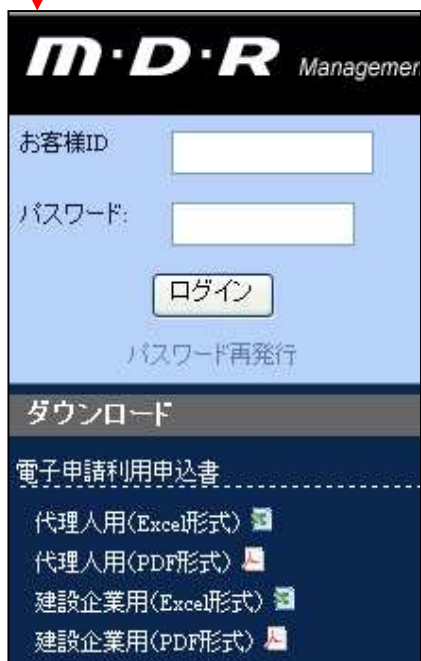 m・D・R Managemen
お客様ID
パスワード:
ログイン
パスワード再発行
ダウンロード
電子申請利用申込書
代理人用(Excel形式)
代理人用(PDF形式)
建設企業用(Excel形式)
建設企業用(PDF形式)